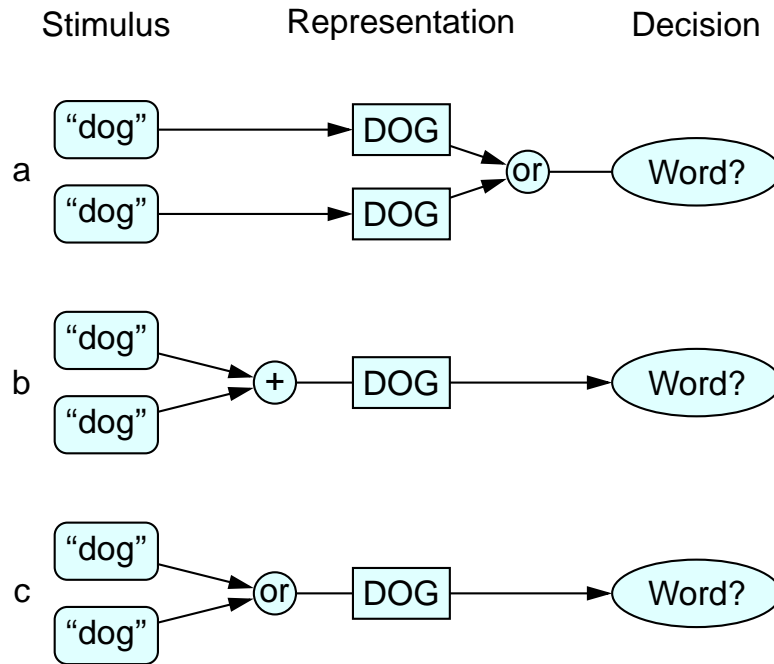 Stimulus Representation Decision
“dog” DOG
a or Word?
“dog” DOG
“dog”
b + DOG Word?
“dog”
“dog”
c or DOG Word?
“dog”